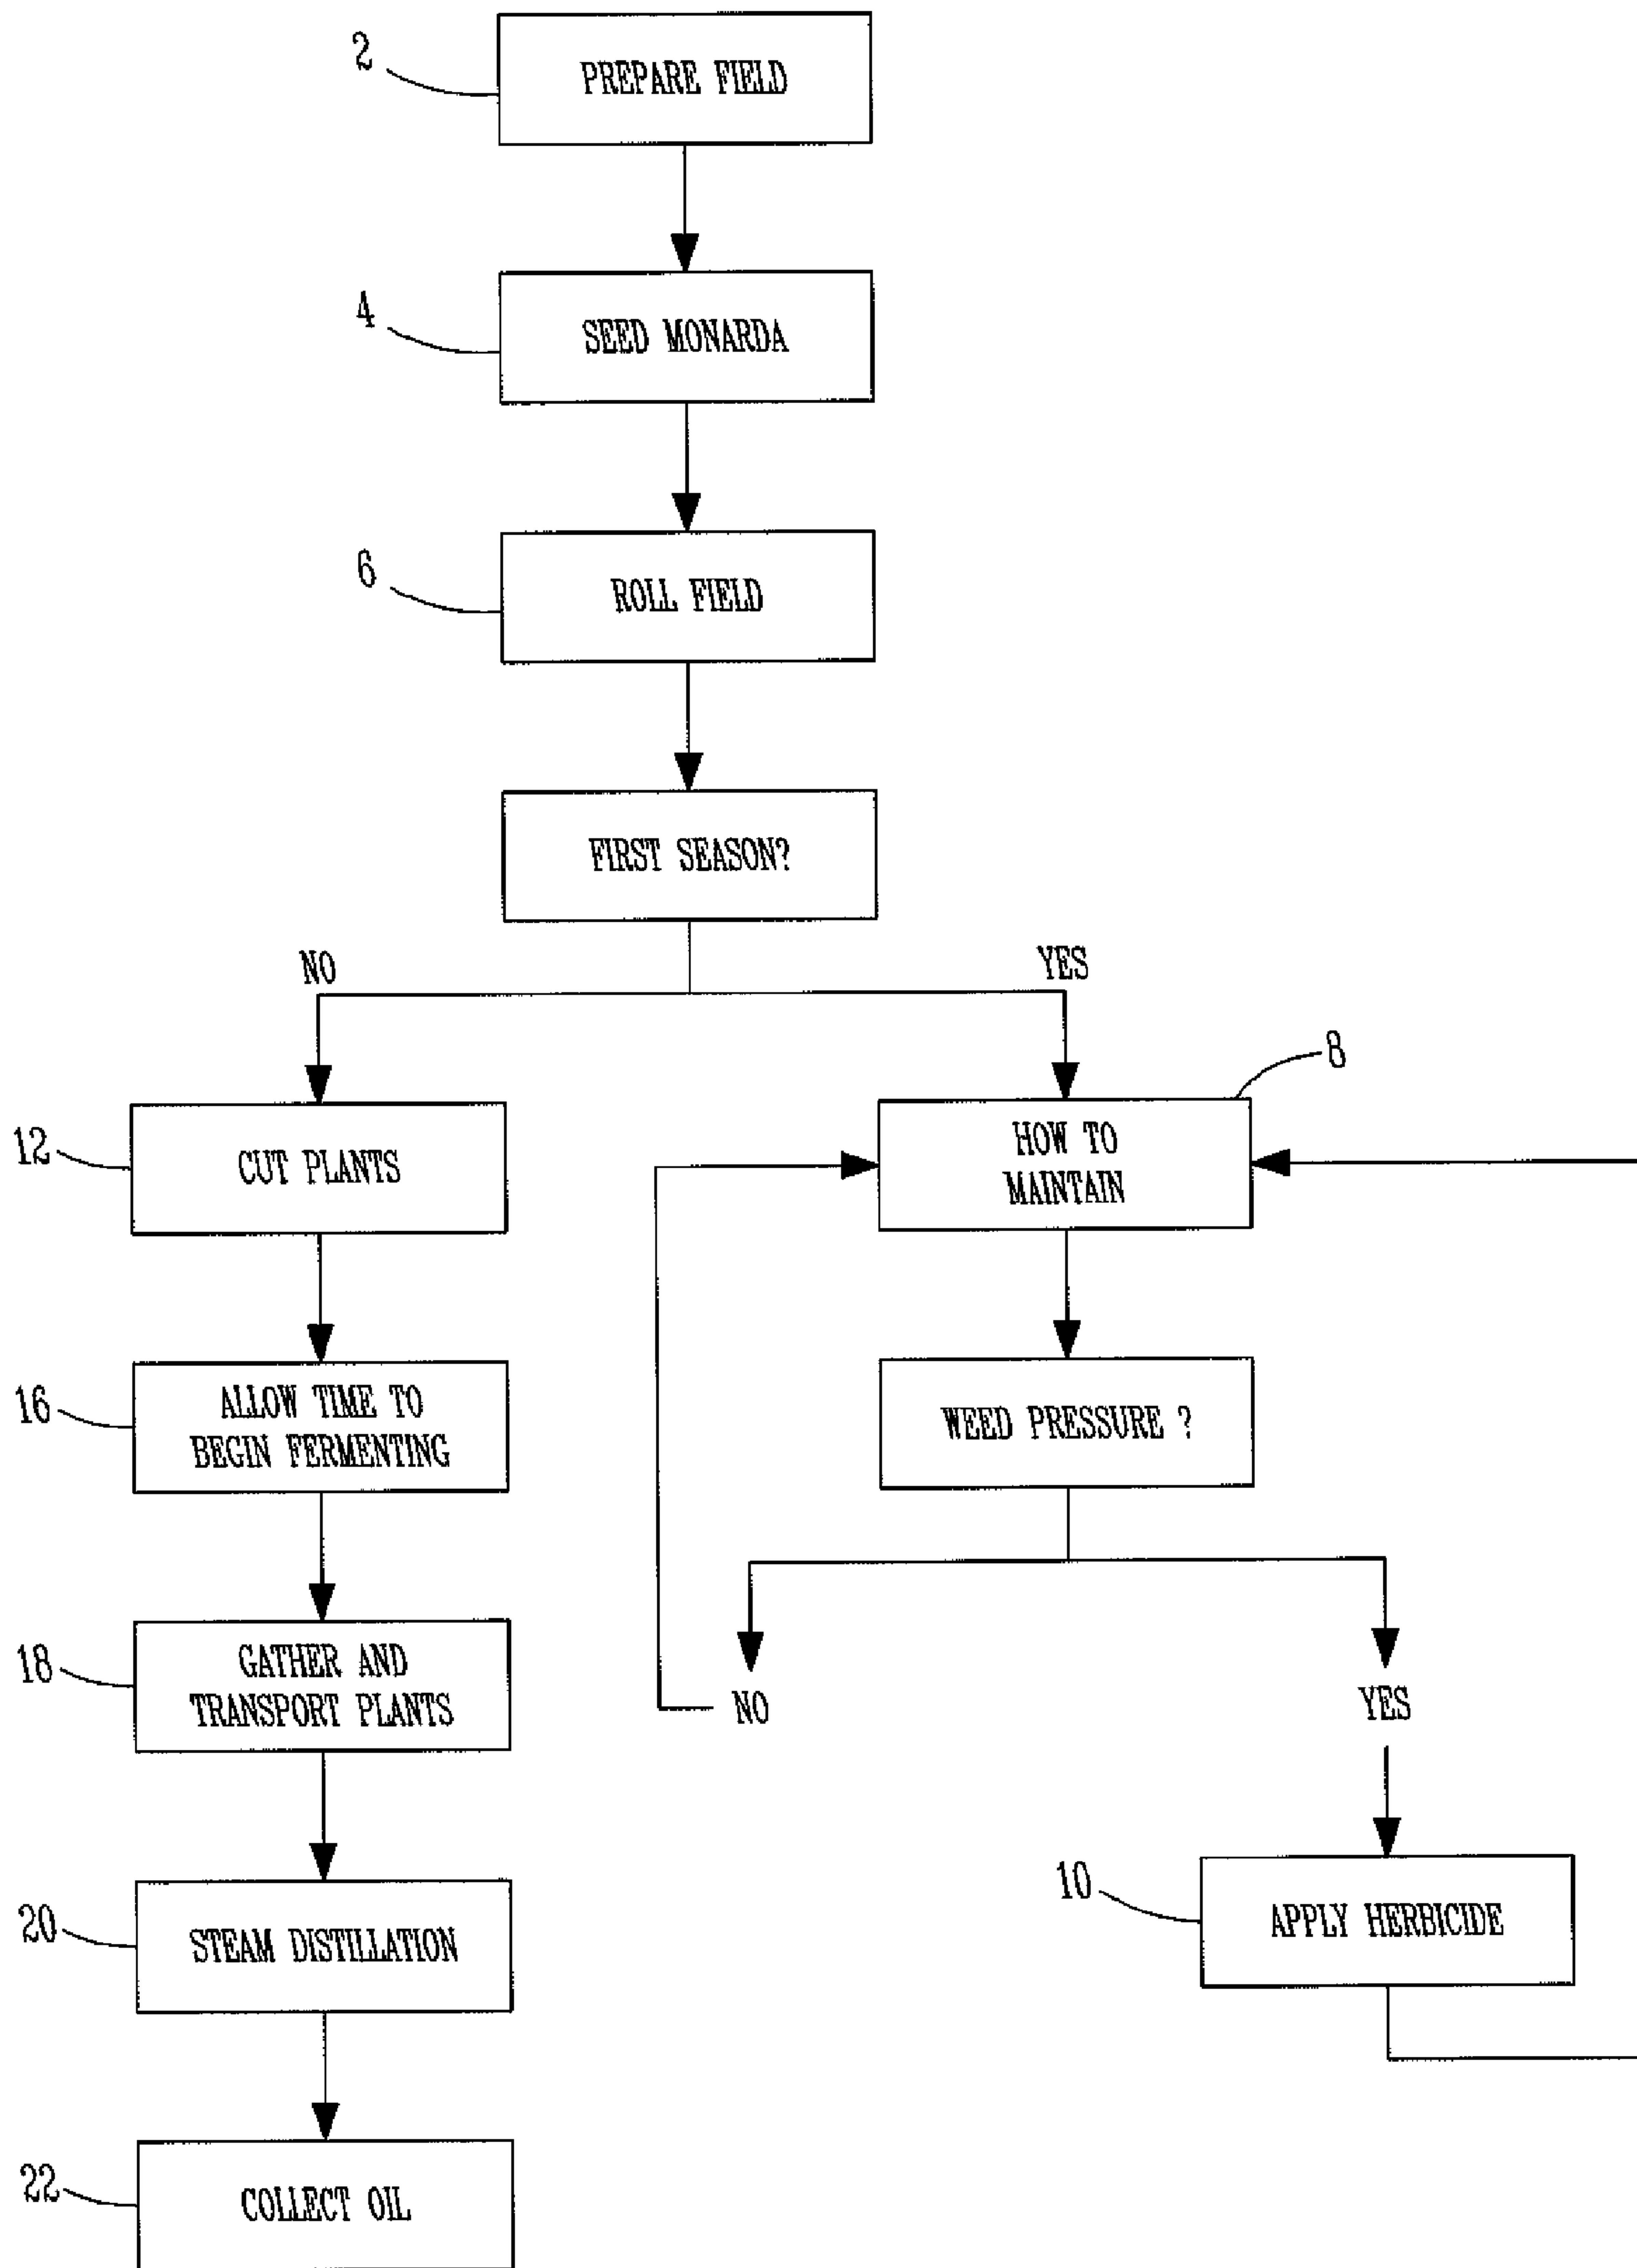 2
PREPARE FIELD
4
SEED MONARDA
6
ROLL FIELD
FIRST SEASON?
NO
YES
8
12
CUT PLANTS
HOW TO
MAINTAIN
16
ALLOW TIME TO
BEGIN FERMENTING
WEED PRESSURE ?
18
GATHER AND
TRANSPORT PLANTS
NO
YES
10
APPLY HERBICIDE
20
STEAM DISTILLATION
22
COLLECT OIL